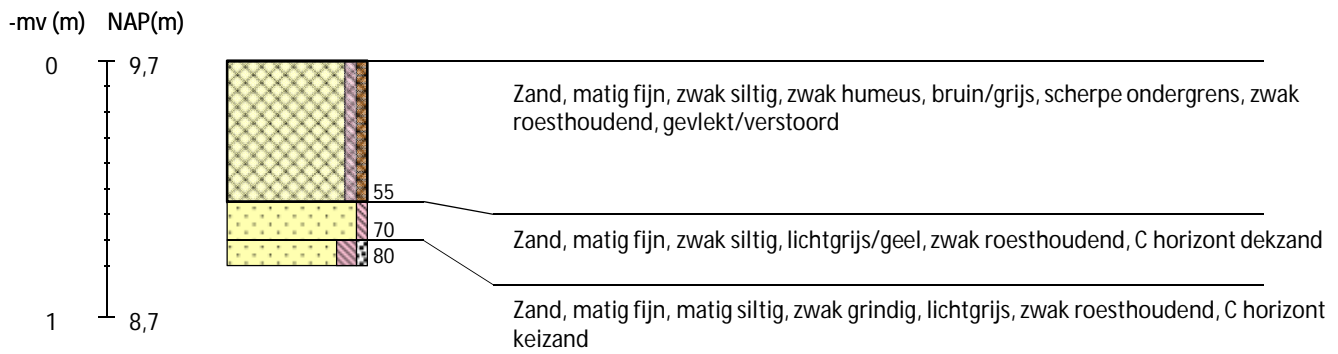 -mv (m) NAP(m)
0 9,7
Zand, matig fijn, zwak siltig, zwak humeus, bruin/grijs, scherpe ondergrens, zwak
roesthoudend, gevlekt/verstoord
55
70
Zand, matig fijn, zwak siltig, lichtgrijs/geel, zwak roesthoudend, C horizont dekzand
80
Zand, matig fijn, matig siltig, zwak grindig, lichtgrijs, zwak roesthoudend, C horizont
keizand
1 8,7